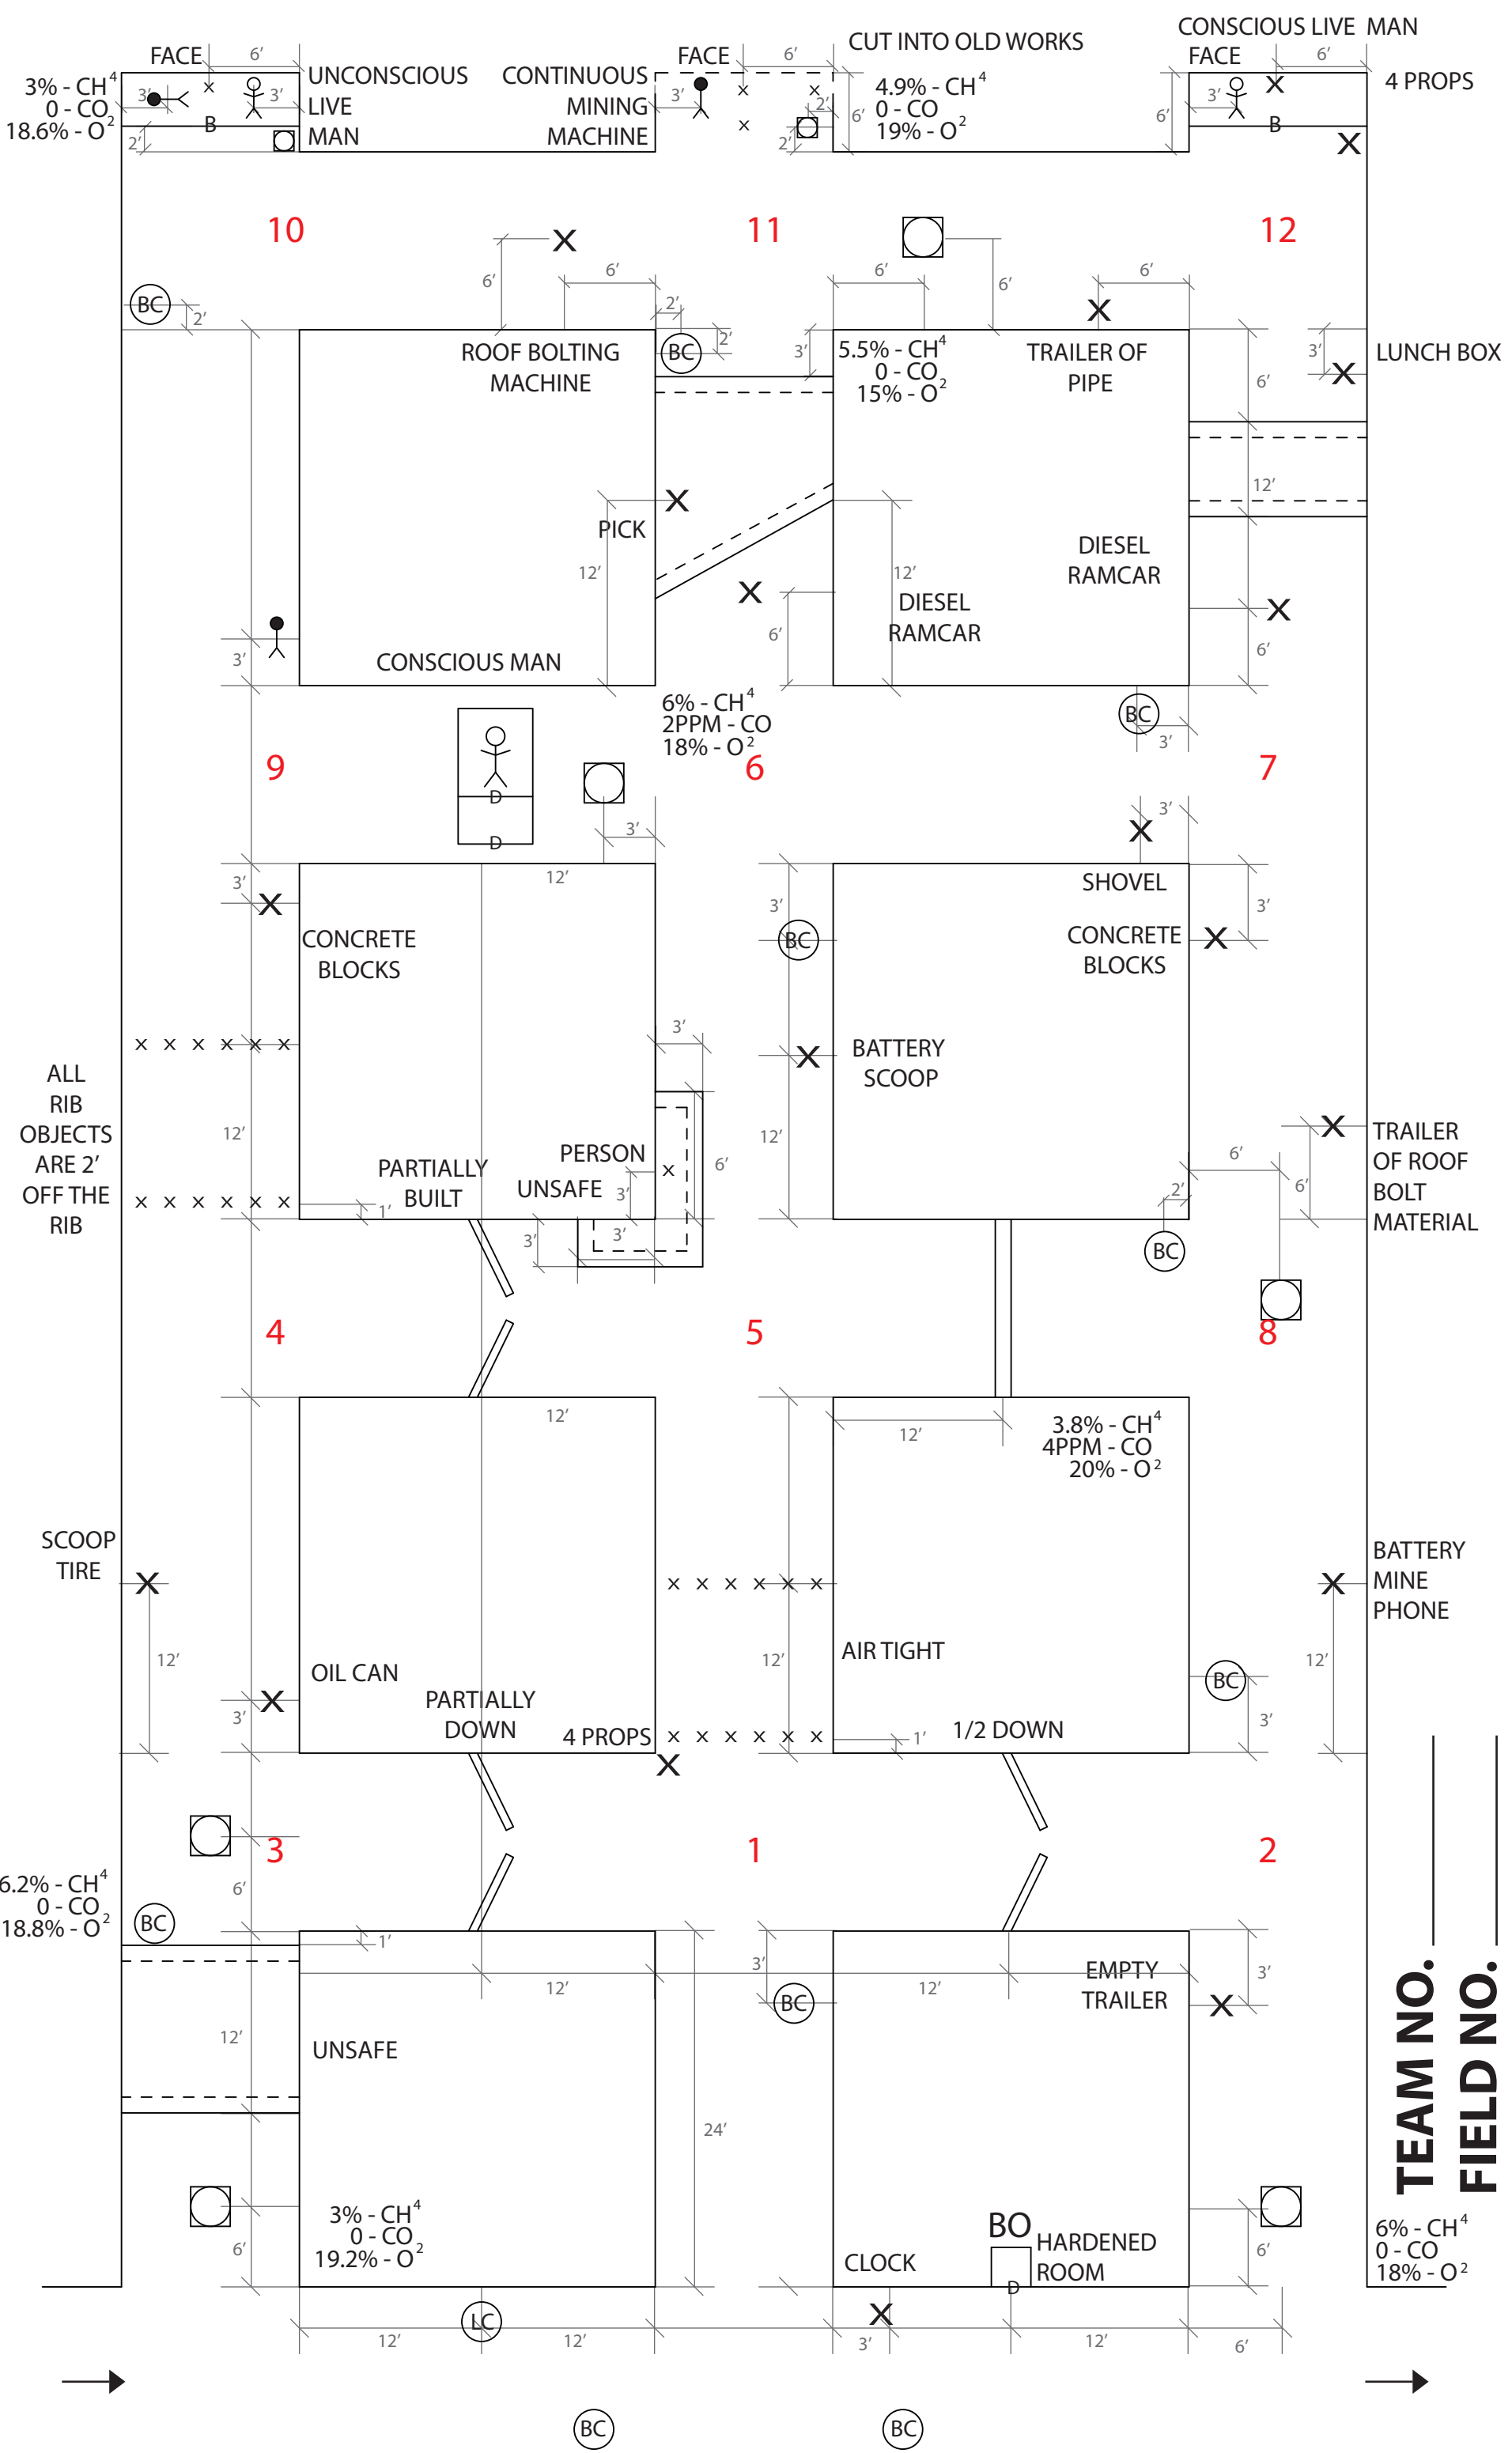 CONSCIOUS LIVE MAN
FACE
6’
FACE
6’
CUT INTO OLD WORKS
FACE
6’
3% - CH4
0 - CO
18.6% - O2
3’
3’
B
2’
UNCONSCIOUS
LIVE
MAN
CONTINUOUS
MINING
MACHINE
3’
2’
2’
6’
4.9% - CH4
0 - CO
19% - O2
6’
3’
B
4 PROPS
10
11
12
6’
6’
6’
6’
6’
BC
2’
2’
2’
BC
ROOF BOLTING
MACHINE
3’
5.5% - CH4
0 - CO
15% - O2
TRAILER OF
PIPE
6’
3’
LUNCH BOX
PICK
12’
12’
12’
DIESEL
RAMCAR
DIESEL
RAMCAR
6’
6’
3’
CONSCIOUS MAN
6% - CH4
2PPM - CO
18% - O2
BC
3’
9
6
7
D
D
3’
3’
3’
12’
CONCRETE
BLOCKS
3’
BC
SHOVEL
CONCRETE
BLOCKS
3’
3’
BATTERY
SCOOP
ALL
RIB
OBJECTS
ARE 2’
OFF THE
RIB
12’
PARTIALLY
BUILT
PERSON
UNSAFE
3’
6’
12’
1’
3’
3’
6’
2’
6’
BC
TRAILER
OF ROOF
BOLT
MATERIAL
4
5
8
12’
12’
3.8% - CH4
4PPM - CO
20% - O2
SCOOP
TIRE
BATTERY
MINE
PHONE
12’
OIL CAN
3’
PARTIALLY
DOWN
4 PROPS
12’
AIR TIGHT
1’
1/2 DOWN
BC
3’
12’
3
1
2
6.2% - CH4
0 - CO
18.8% - O2
BC
6’
1’
12’
3’
BC
12’
EMPTY
TRAILER
3’
12’
UNSAFE
24’
TEAM NO.
FIELD NO.
3% - CH4
0 - CO
19.2% - O2
6’
CLOCK
BO
HARDENED
ROOM
D
6’
6% - CH4
0 - CO
18% - O2
LC
12’
12’
3’
12’
6’
BC
BC